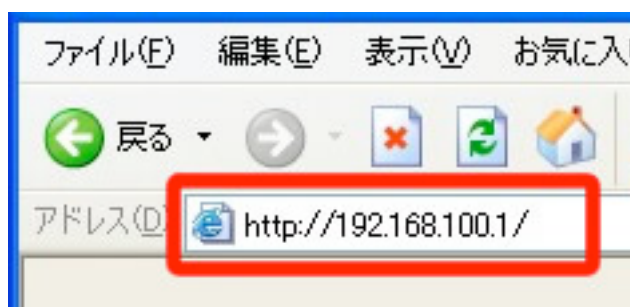 ファイル(F) 編集(E) 表示(V) お気に入
戻る
アドレス(D) http://192.168.100.1/